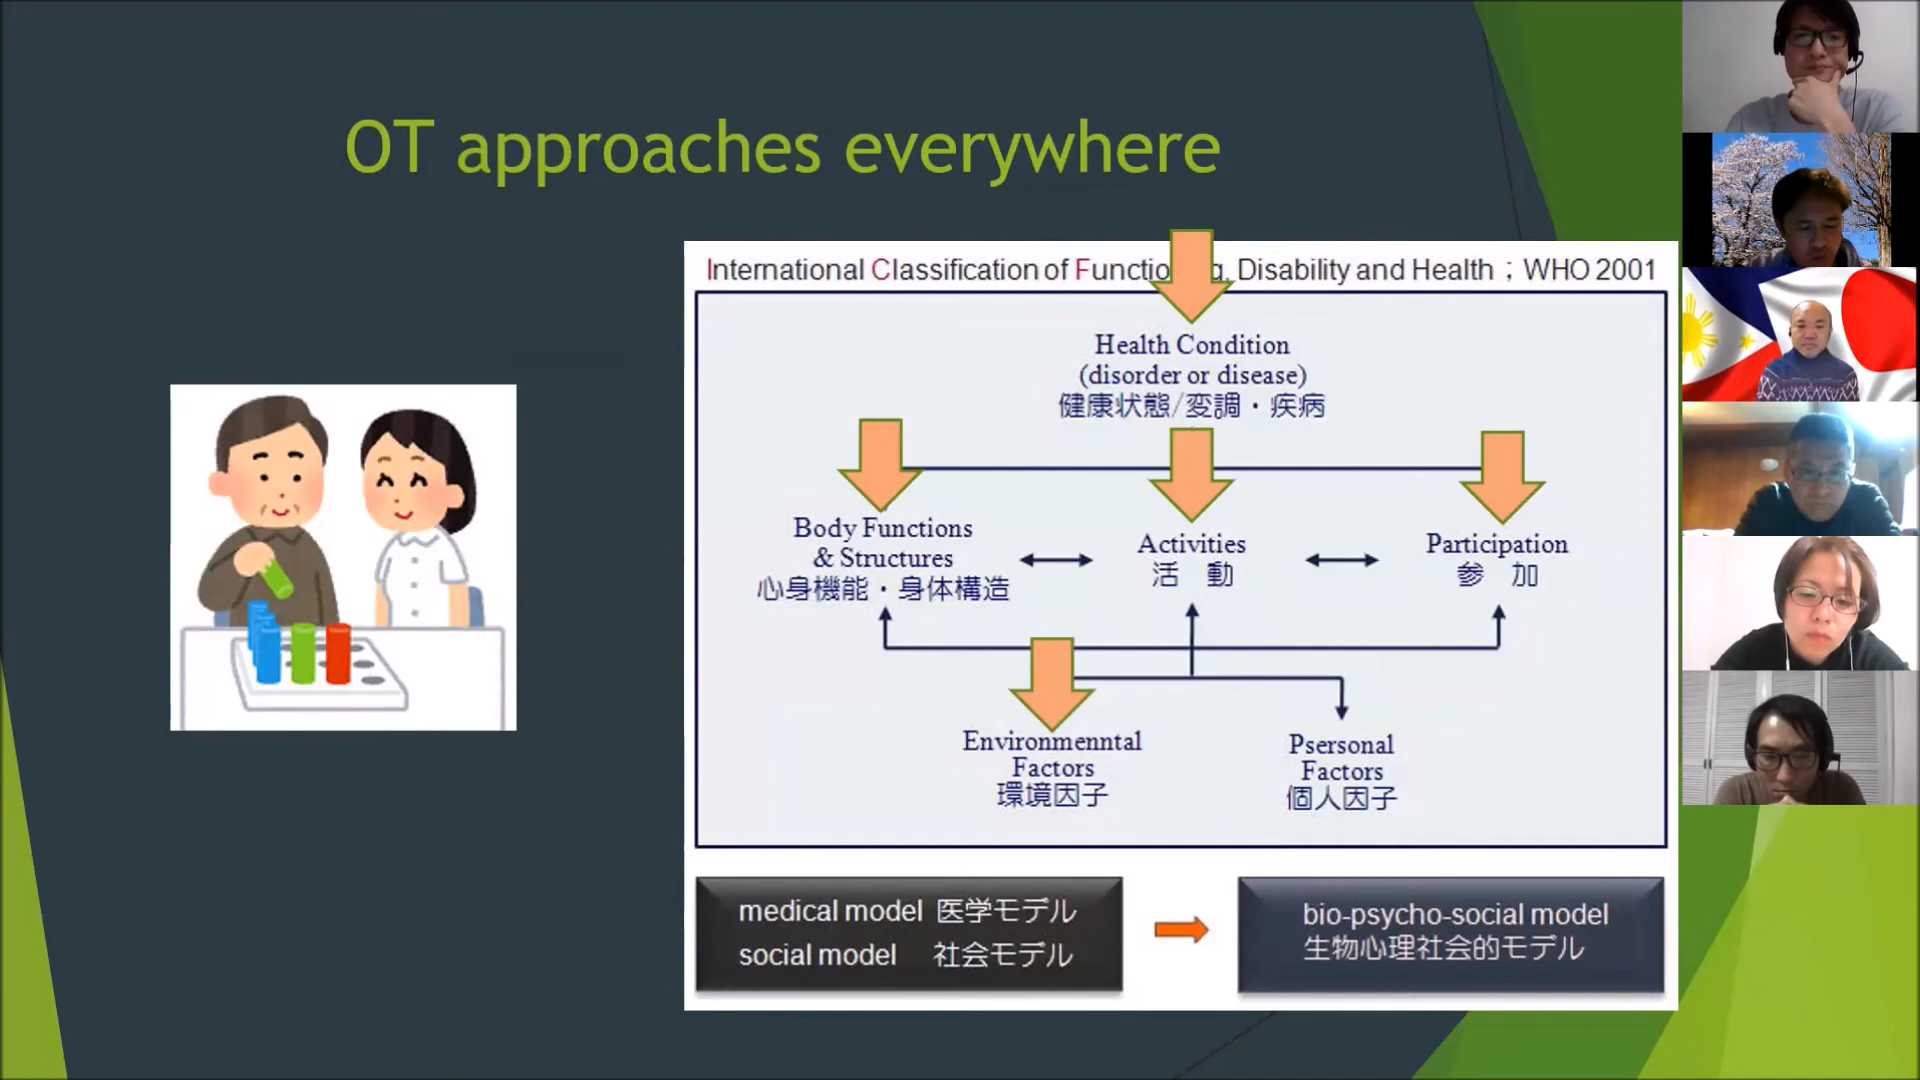 OT approaches everywhere
International Classification of Functio g, Disability and Health ; WHO 2001
Health Condition
(disorder or disease)
健康状態/変調・疾病
Body Functions
& Structures
心身機能・身体構造
Activities
活 動
Participation
参 加
Environmenntal
Factors
環境因子
Psersonal
Factors
個人因子
medical model 医学モデル
social model 社会モデル
bio-psycho-social model
生物心理社会的モデル